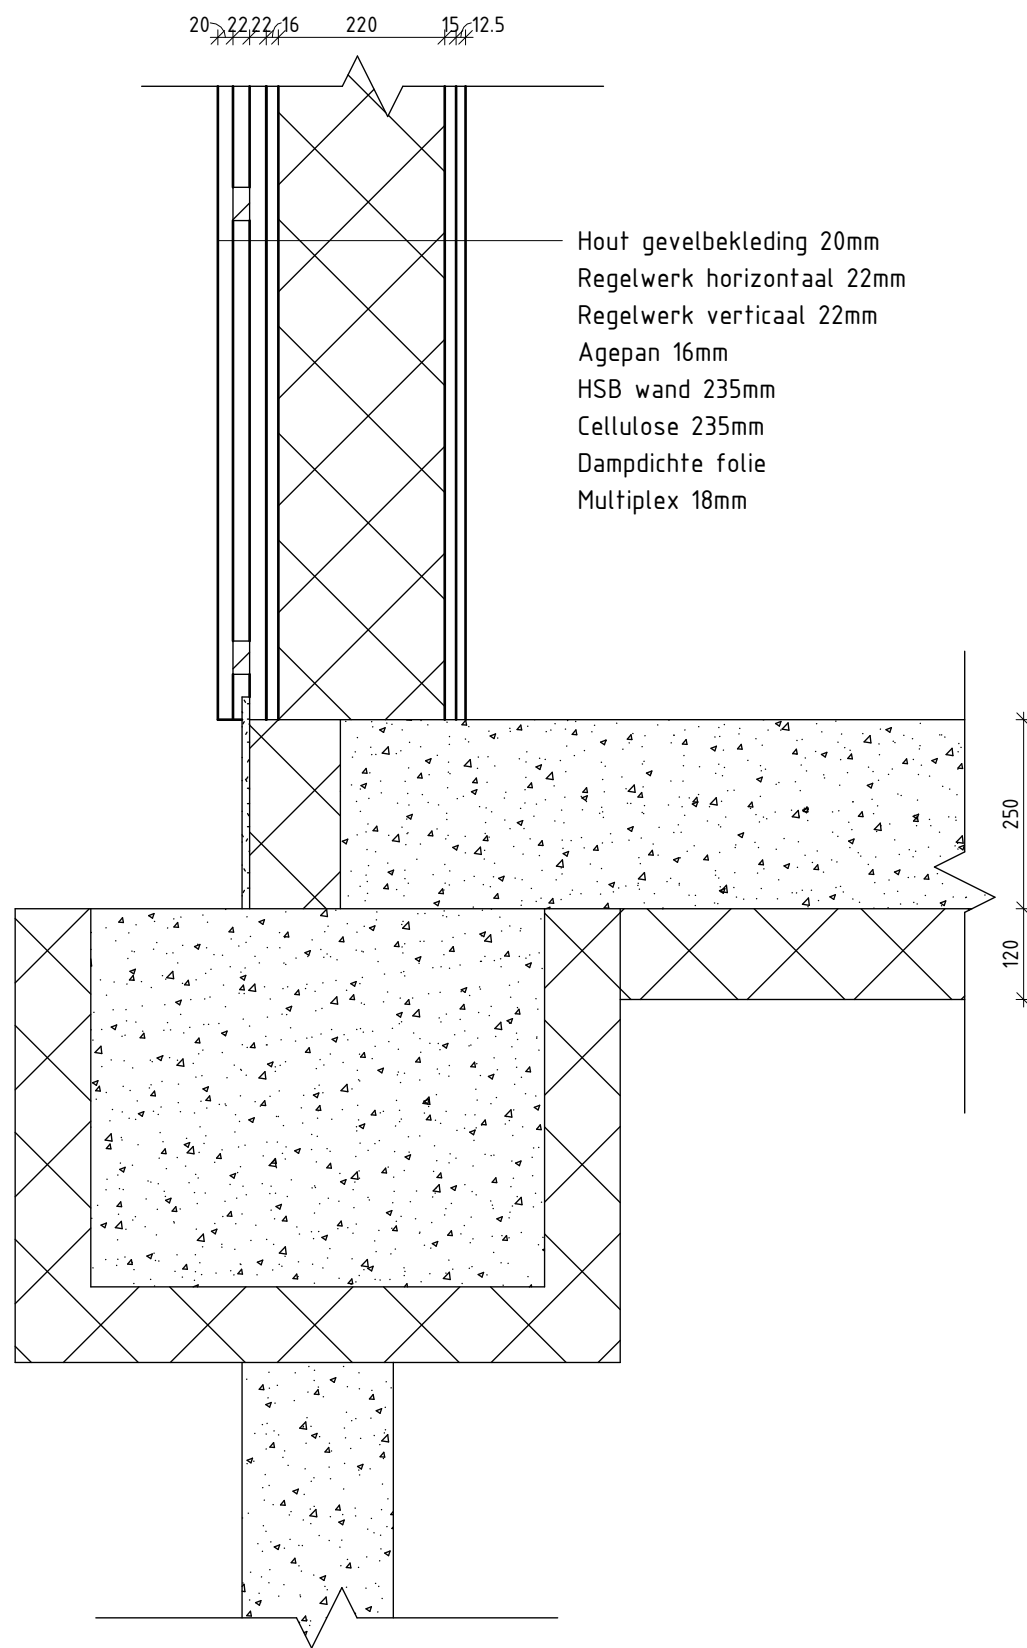 20 22 22 16 220 15 12.5
Hout gevelbekleding 20mm
Regelwerk horizontaal 22mm
Regelwerk verticaal 22mm
Agepan 16mm
HSB wand 235mm
Cellulose 235mm
Dampdichte folie
Multiplex 18mm
250
120